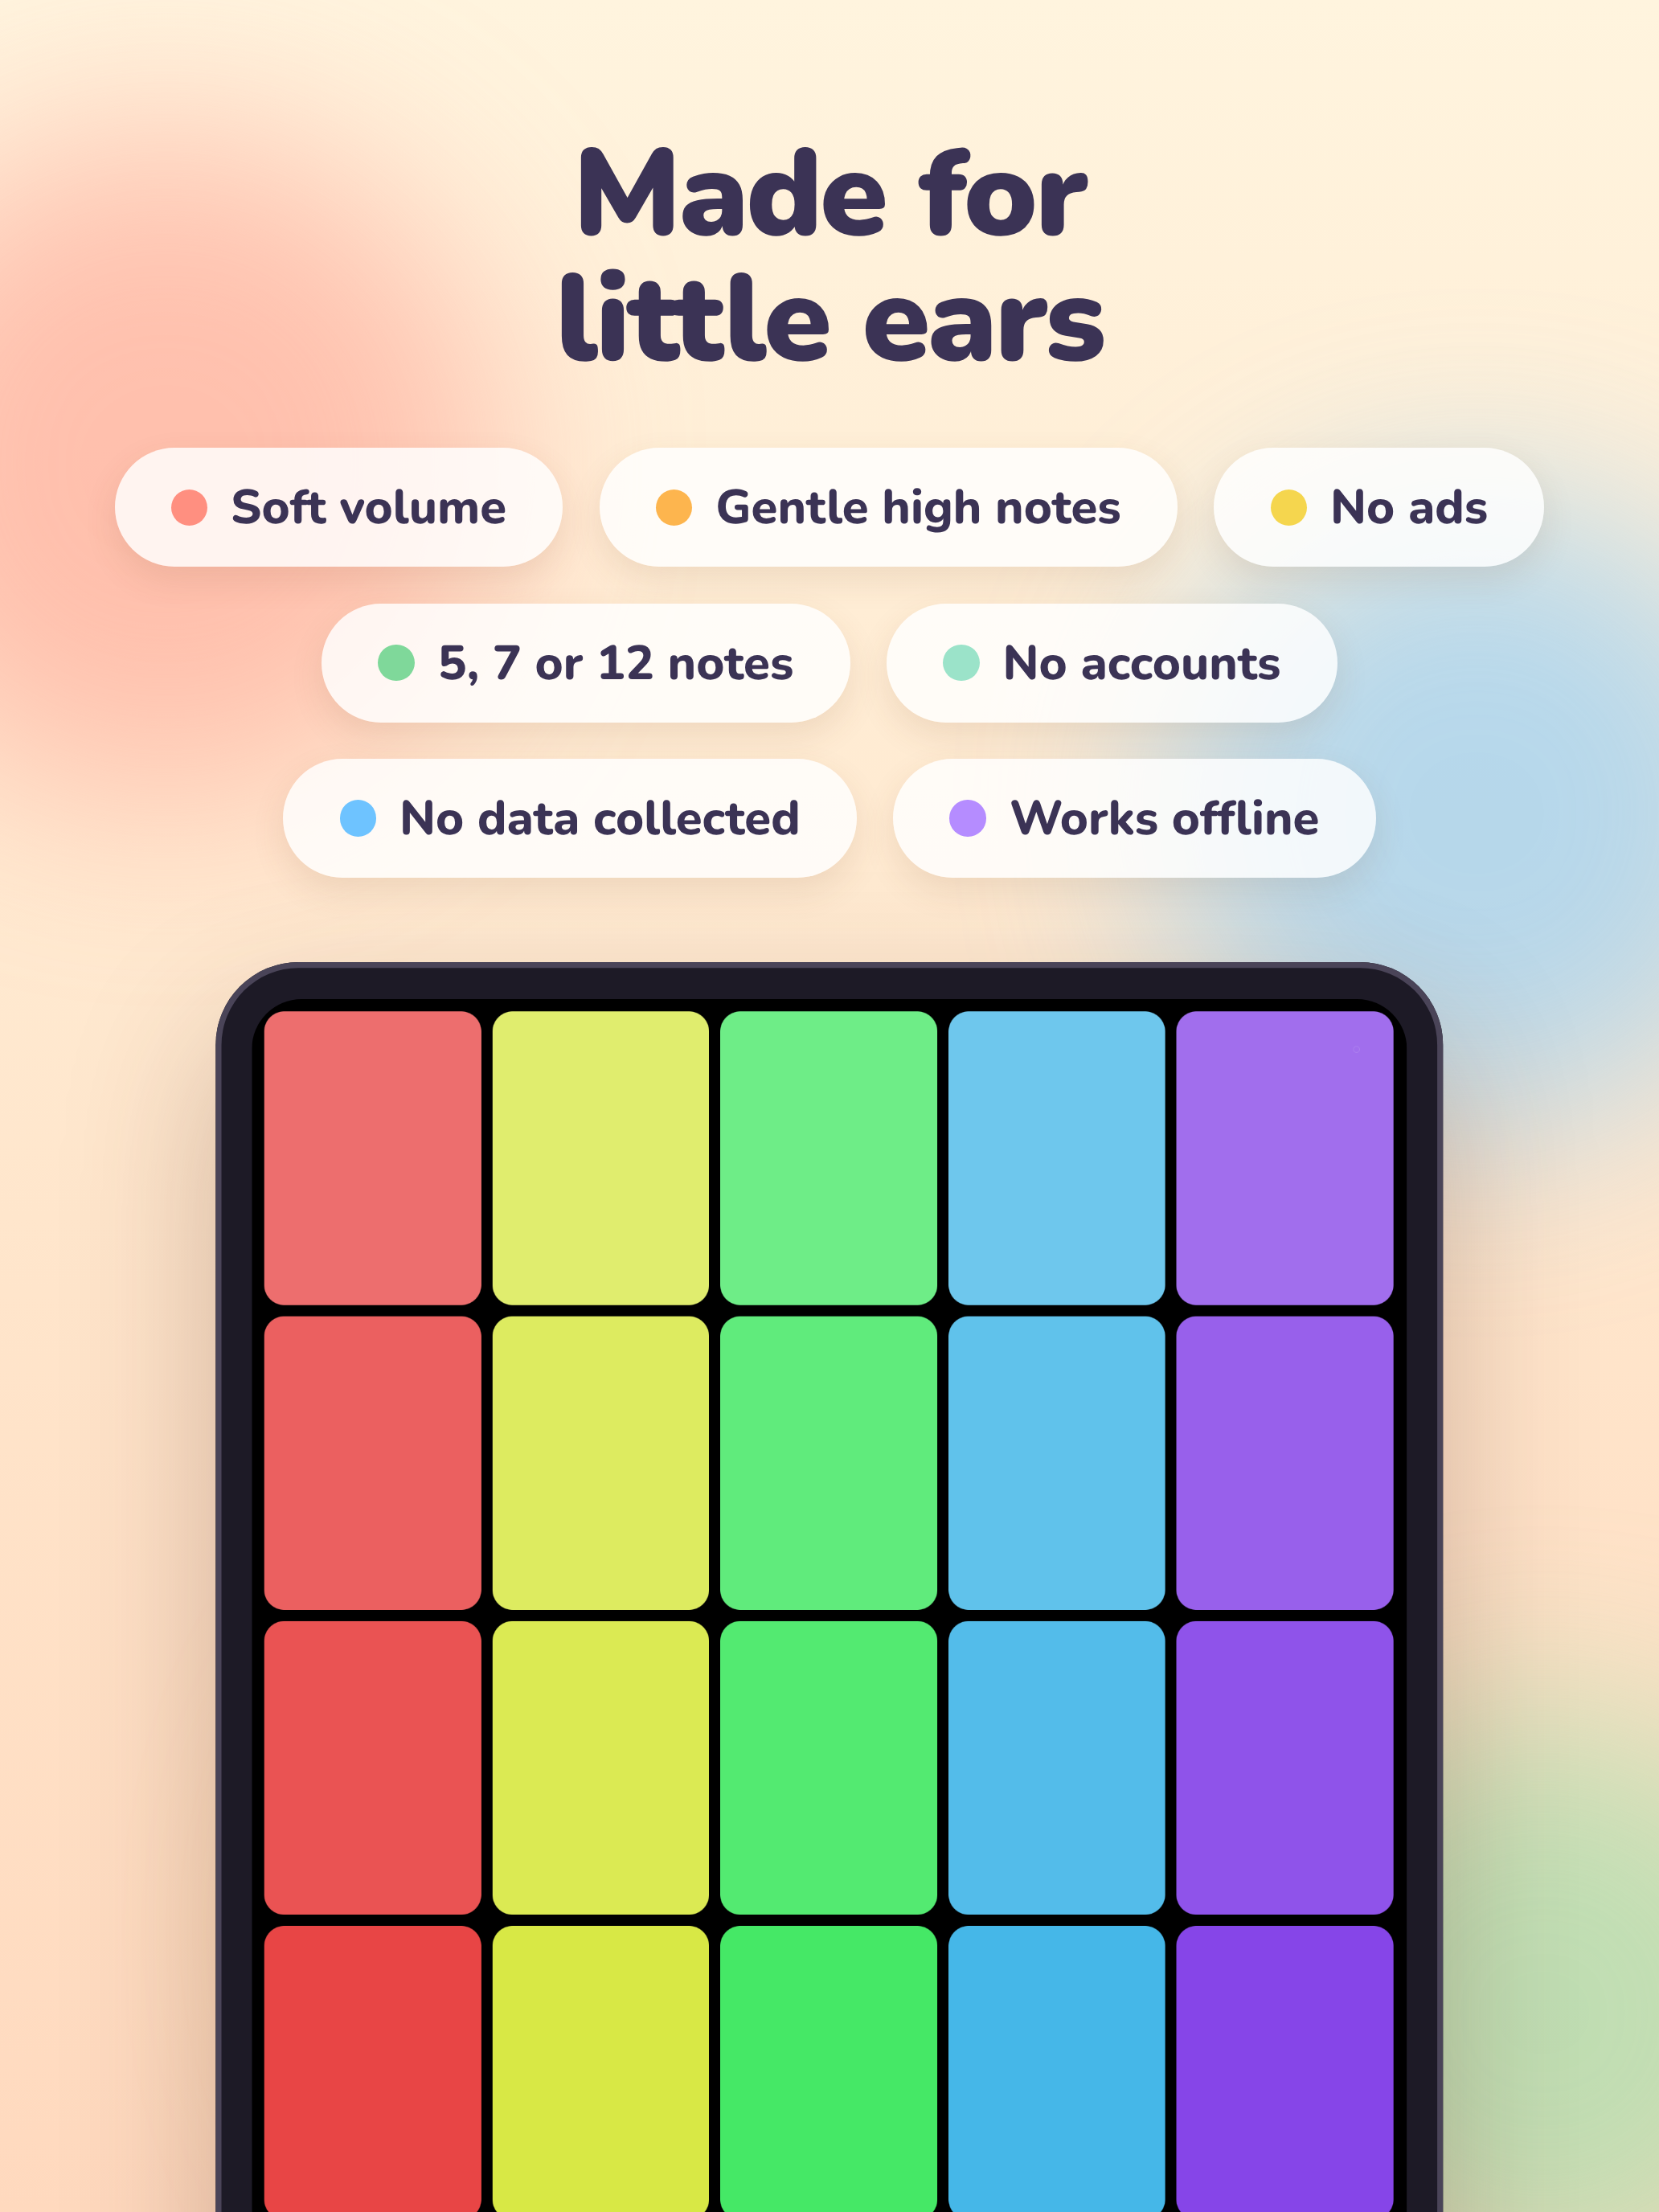 Made for
little ears
Soft volume
Gentle high notes
No ads
5, 7 or 12 notes
No accounts
No data collected
Works offline